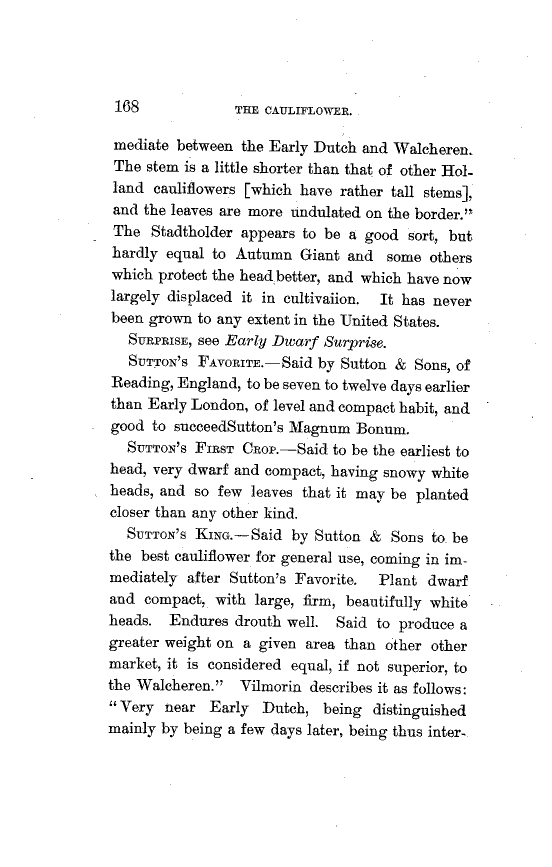 168 THE CAULIFLOWER.
mediate between the Early Dutch and Walcheren.
The stem is a little shorter than that of other Hol-
land cauliflowers [which have rather tall stems],
and the leaves are more undulated on the border."
The Stadtholder appears to be a good sort, but
hardly equal to Autumn Giant and some others
which protect the head better, and which have now
largely displaced it in cultivaiion. It has never
been grown to any extent in the United States.
SURPRISE, see Early Dwarf Surprise.
SUTTON'S FAVORITE.—Said by Sutton & Sons, of
Reading, England, to be seven to twelve days earlier
than Early London, of level and compact habit, and
good to succeedSutton's Magnum Bonum.
SUTTON'S FIRST CROP.—Said to be the earliest to
head, very dwarf and compact, having snowy white
heads, and so few leaves that it may be planted
closer than any other kind.
SUTTON'S KING.—Said by Sutton & Sons to be
the best cauliflower for general use, coming in im-
mediately after Sutton's Favorite. Plant dwarf
and compact, with large, firm, beautifully white
heads. Endures drouth well. Said to produce a
greater weight on a given area than other other
market, it is considered equal, if not superior, to
the Walcheren." Vilmorin describes it as follows:
"Very near Early Dutch, being distinguished
mainly by being a few days later, being thus inter-